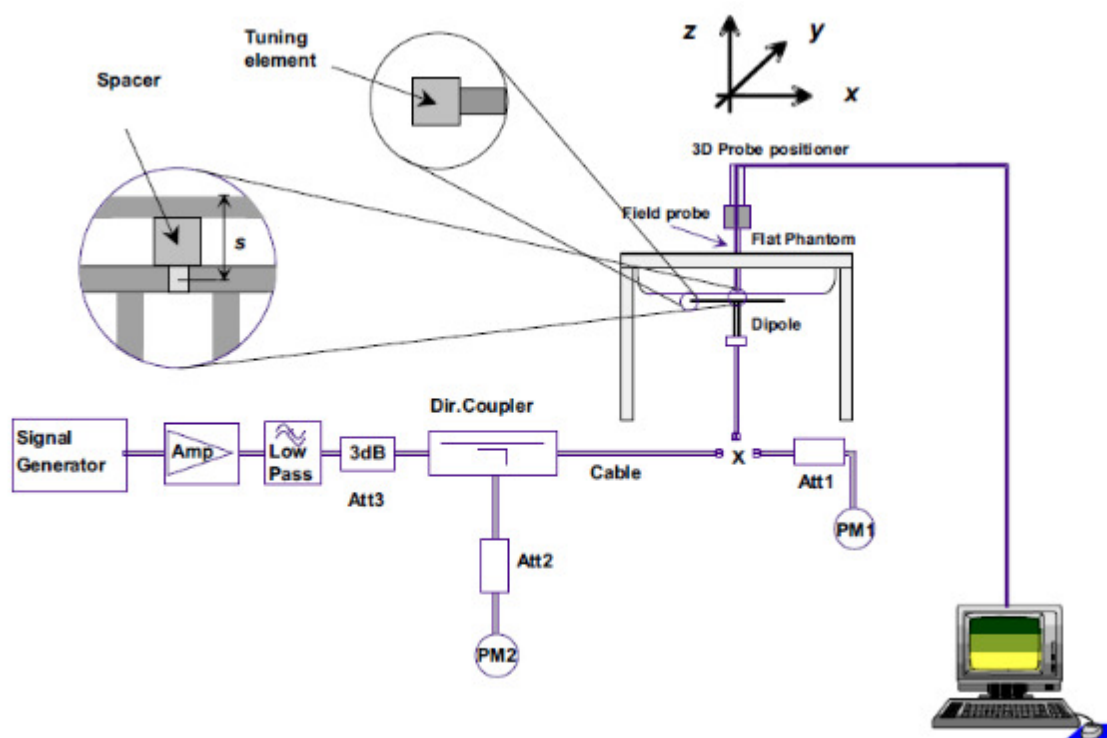 Tuning
element
Spacer
s
z
y
x
3D Probe positioner
Field probe
Flat Phantom
Dipole
Dir.Coupler
Signal
Generator
Amp
Low
Pass
3dB
Att3
Cable
x
Att1
PM1
Att2
PM2